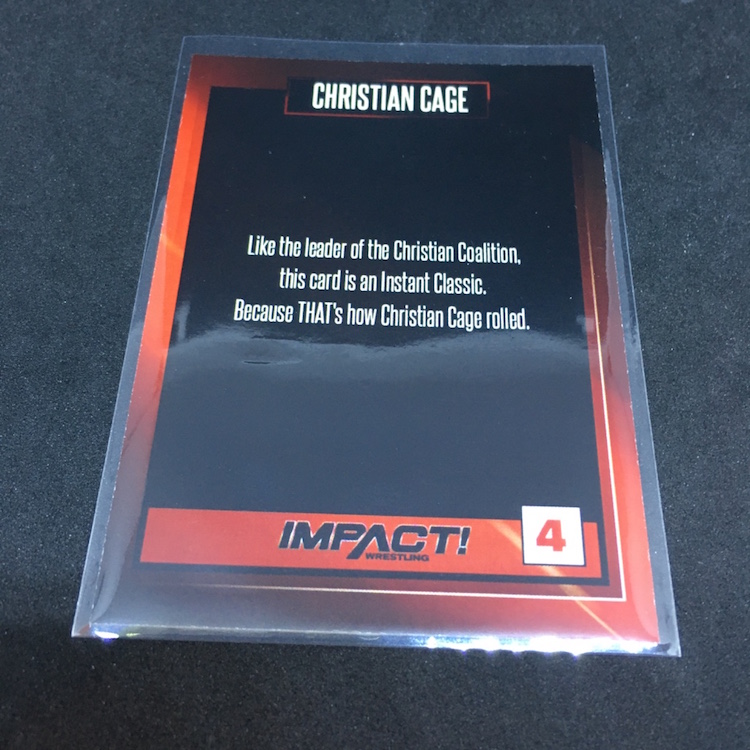 CHRISTIAN CAGE
Like the leader of the Christian Coalition,
this card is an Instant Classic.
Because THAT's how Christian Cage rolled.
IMPACT!
WRESTLING
4